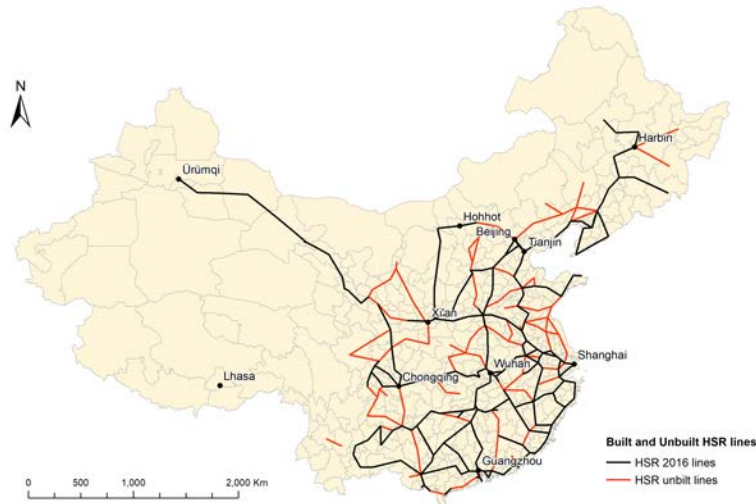 N
Harbin
Ürümqi
Hohhot
Beijing
Tianjin
Xi'an
Shanghai
Wuhan
Lhasa
Chongqing
Guangzhou
Built and Unbuilt HSR lines
HSR 2016 lines
HSR unbilt lines
0 500 1,000 2,000 Km